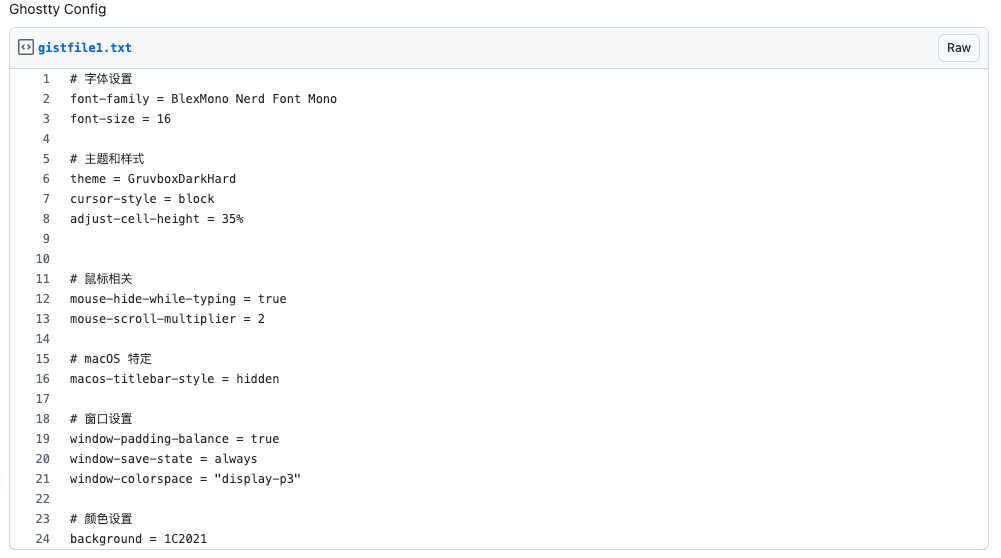 Ghostty Config
gistfile1.txt
Raw
1 # 字体设置
2 font-family = BlexMono Nerd Font Mono
3 font-size = 16
4
5 # 主题和样式
6 theme = GruvboxDarkHard
7 cursor-style = block
8 adjust-cell-height = 35%
9
10
11 # 鼠标相关
12 mouse-hide-while-typing = true
13 mouse-scroll-multiplier = 2
14
15 # macOS 特定
16 macos-titlebar-style = hidden
17
18 # 窗口设置
19 window-padding-balance = true
20 window-save-state = always
21 window-colorspace = "display-p3"
22
23 # 颜色设置
24 background = 1C2021